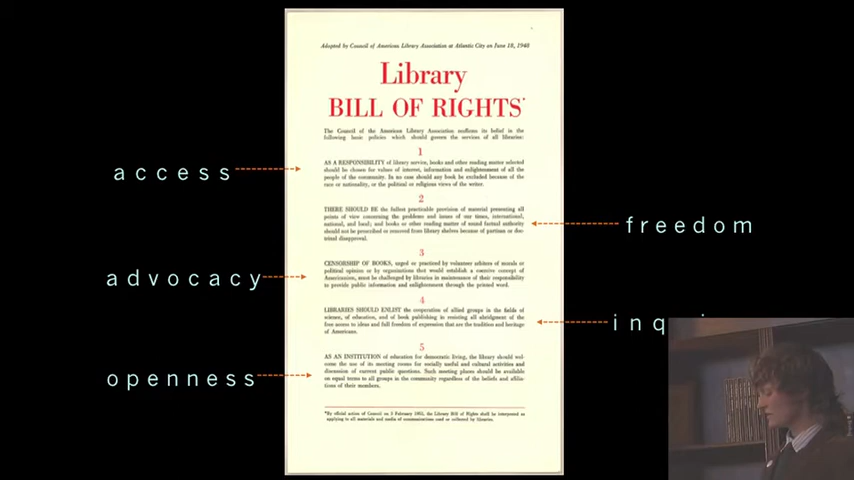 Adopted by Council of American Library Association at Atlantic City on June 18, 1948
Library
BILL OF RIGHTS*
The Council of the American Library Association reaffirms its belief in the
following basic policies which should govern the services of all libraries:
1
AS A RESPONSIBILITY of library service, books and other reading matter selected
should be chosen for values of interest, information and enlightenment of all the
people of the community. In no case should any book be excluded because of the
race or nationality, or the political or religious views of the writer.
2
THERE SHOULD BE the fullest practicable provision of material presenting all
points of view concerning the problems and issues of our times, international,
national, and local; and books or other reading matter of sound factual authority
should not be proscribed or removed from library shelves because of partisan or doc-
trinal disapproval.
3
CENSORSHIP OF BOOKS, urged or practiced by volunteer arbiters of morals or
political opinion or by organizations that would establish a coercive concept of
Americanism, must be challenged by libraries in maintenance of their responsibility
to provide public information and enlightenment through the printed word.
4
LIBRARIES SHOULD ENLIST the cooperation of allied groups in the fields of
science, of education, and of book publishing in resisting all abridgment of the
free access to ideas and full freedom of expression that are the tradition and heritage
of Americans.
5
AS AN INSTITUTION of education for democratic living, the library should wel-
come the use of its meeting rooms for socially useful and cultural activities and
discussion of current public questions. Such meeting places should be available
on equal terms to all groups in the community regardless of the beliefs and affilia-
tions of their members.
*By official action of Council on 3 February 1951, the Library Bill of Rights shall be interpreted as
applying to all materials and media of communications used or collected by libraries.
access
freedom
advocacy
openness